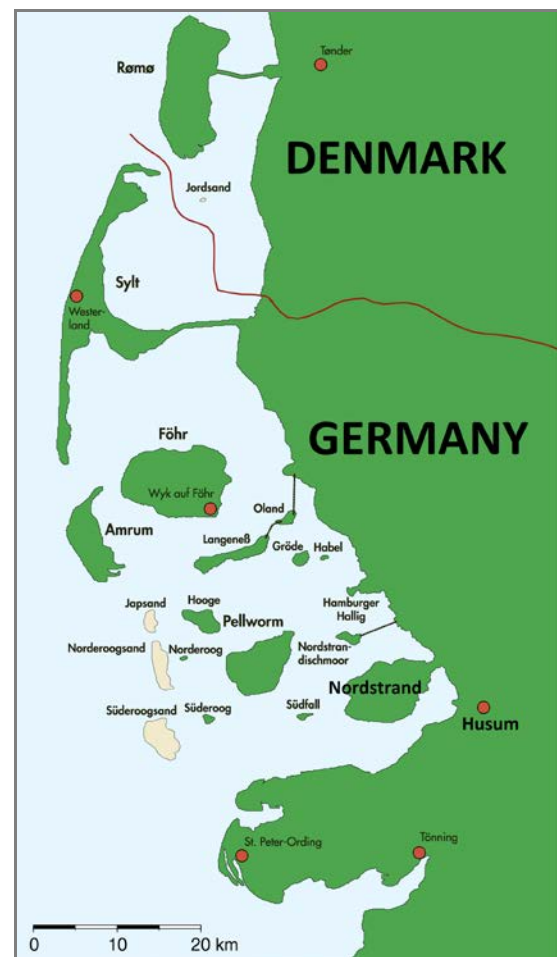 Tønder
Rømø
DENMARK
Jordsand
Sylt
Wester-
land
GERMANY
Föhr
Wyk auf Föhr
Oland
Amrum
Langeneß
Gröde
Habel
Japsand
Hooge
Hamburger
Hallig
Pellworm
Norderoogsand
Norderoog
Nordstran-
dischmoor
Nordstrand
Süderoogsand
Süderoog
Südfall
Husum
St. Peter-Ording
Tönning
0 10 20 km